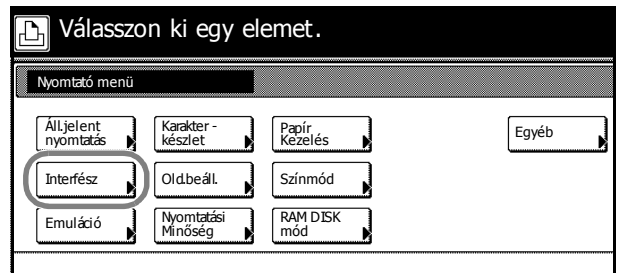 Válasszon ki egy elemet.
Nyomtató menü
Áll.jelent
nyomtatás
Karakter -
készlet
Papír
Kezelés
Egyéb
Interfész
Old.beáll.
Színmód
Emuláció
Nyomtatási
Minőség
RAM DISK
mód